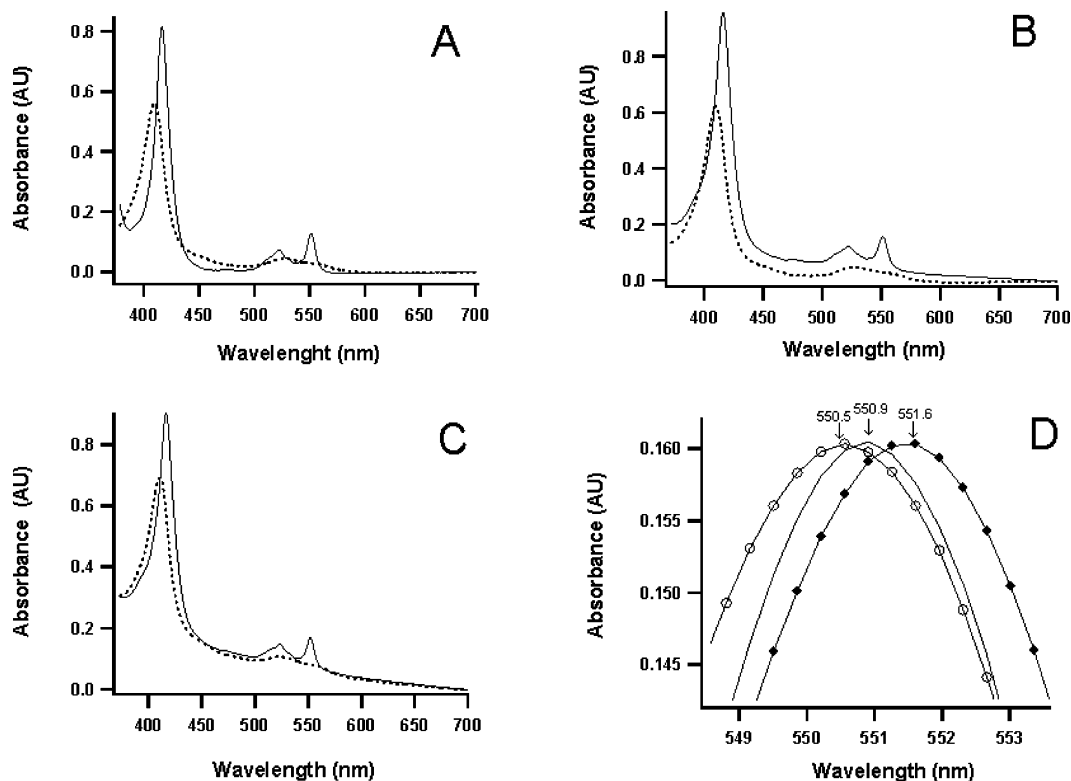 A
Absorbance (AU)
0.8
0.6
0.4
0.2
0.0
400 450 500 550 600 650 700
Wavelenght (nm)
B
Absorbance (AU)
0.8
0.6
0.4
0.2
0.0
400 450 500 550 600 650 700
Wavelength (nm)
C
Absorbance (AU)
0.8
0.6
0.4
0.2
0.0
400 450 500 550 600 650 700
Wavelength (nm)
D
550.5 550.9 551.6
Absorbance (AU)
0.160
0.155
0.150
0.145
549 550 551 552 553
Wavelength (nm)